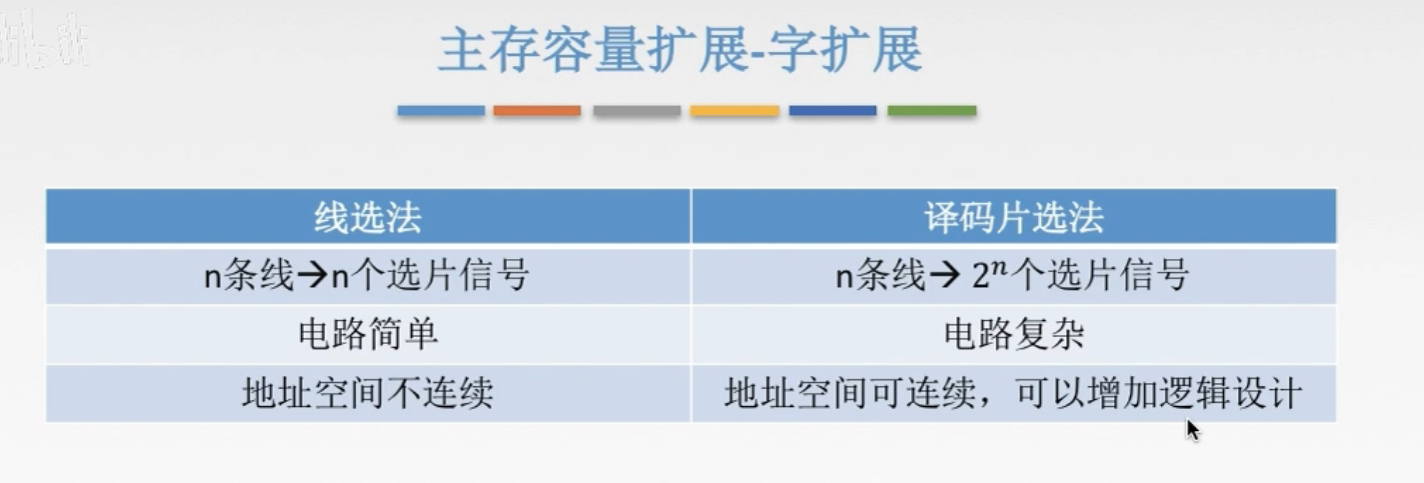 主存容量扩展-字扩展
线选法 译码片选法
n条线→n个选片信号 n条线→ 2ⁿ个选片信号
电路简单 电路复杂
地址空间不连续 地址空间可连续，可以增加逻辑设计